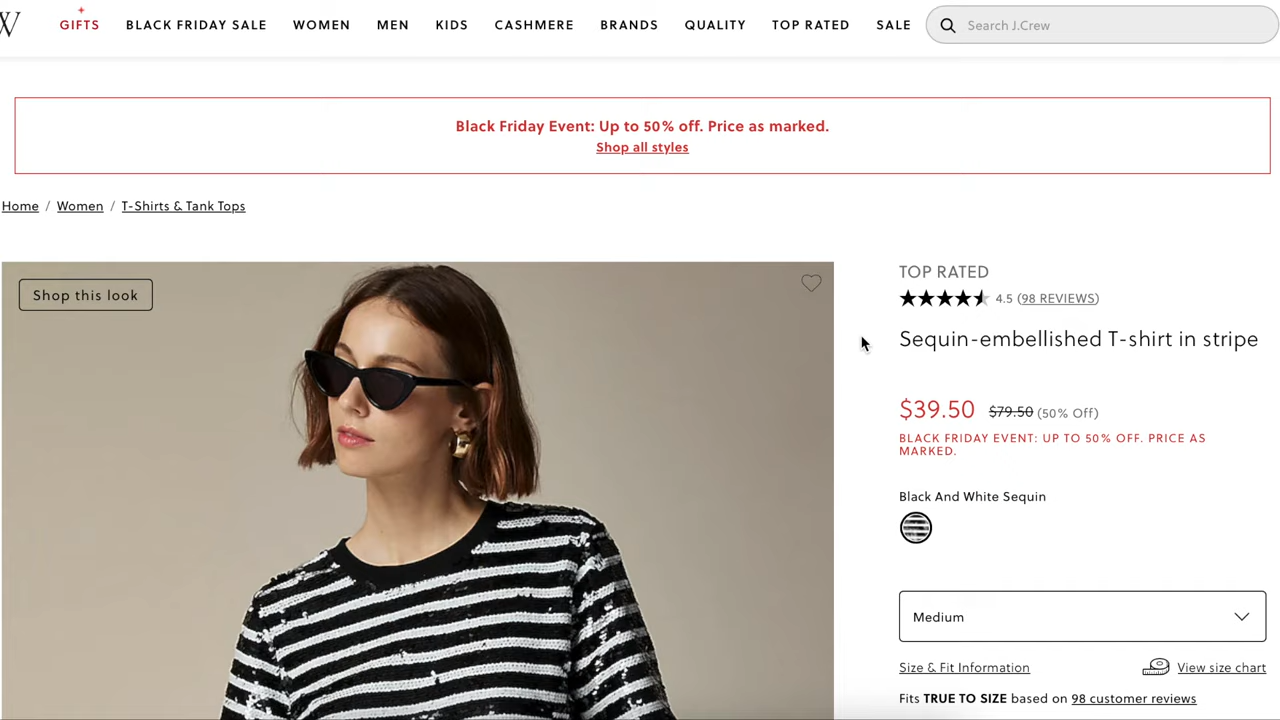 W
GIFTS BLACK FRIDAY SALE WOMEN MEN KIDS CASHMERE BRANDS QUALITY TOP RATED SALE Search J.Crew
Black Friday Event: Up to 50% off. Price as marked.
Shop all styles
Home / Women / T-Shirts & Tank Tops
Shop this look
TOP RATED
4.5 (98 REVIEWS)
Sequin-embellished T-shirt in stripe
$39.50 $79.50 (50% Off)
BLACK FRIDAY EVENT: UP TO 50% OFF. PRICE AS
MARKED.
Black And White Sequin
Medium
Size & Fit Information View size chart
Fits TRUE TO SIZE based on 98 customer reviews